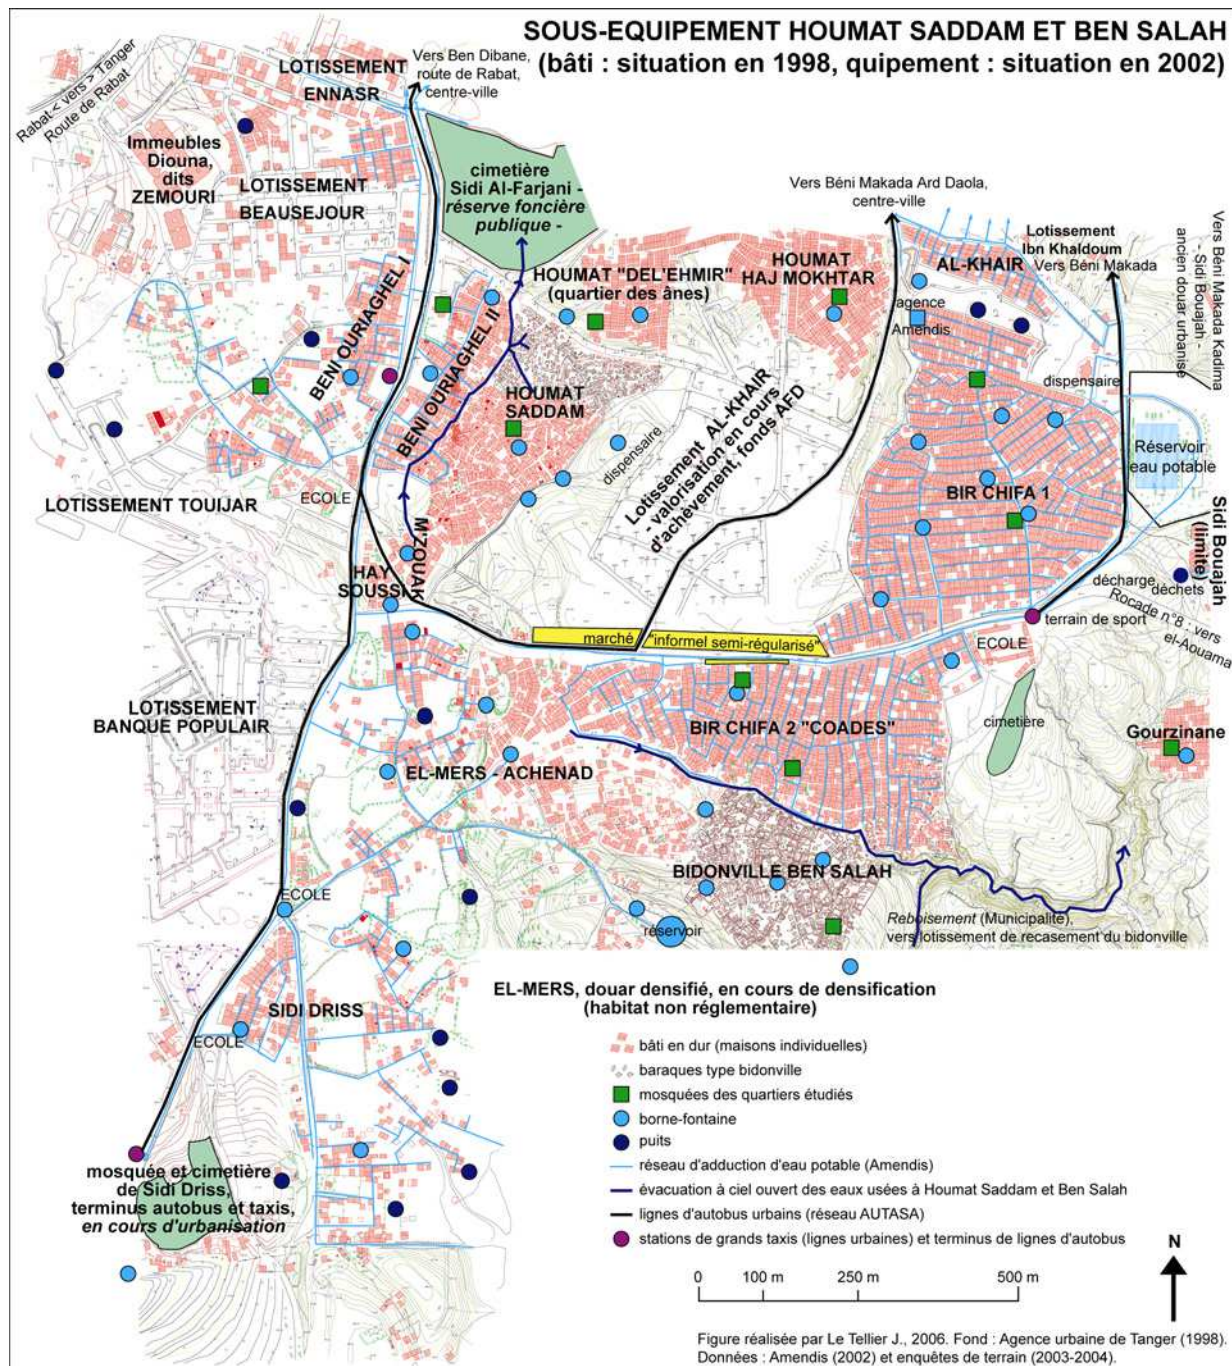 SOUS-EQUIPEMENT HOUMAT SADDAM ET BEN SALAH
(bâti : situation en 1998, quipement : situation en 2002)
Rabat < vers > Tanger
Route de Rabat
LOTISSEMENT
ENNASR
Vers Ben Dibane,
route de Rabat,
centre-ville
Immeubles
Diouna,
dits
ZEMOURI
LOTISSEMENT
BEAUSEJOUR
cimetière
Sidi Al-Farjani -
réserve foncière
publique -
Vers Béni Makada Ard Daola,
centre-ville
HOUMAT "DEL'EHMIR"
(quartier des ânes)
HOUMAT
HAJ MOKHTAR
AL-KHAIR
Lotissement
Ibn Khaldoum
Vers Béni Makada
Vers Béni Makada Kadima
- Sidi Bouajah -
ancien douar urbanise
agence
Amendis
BENI OURIAGHEL I
BENI OURIAGHEL II
HOUMAT
SADDAM
dispensaire
dispensaire
Lotissement AL-KHAIR
- valorisation en cours
d'achèvement, fonds AFD
Réservoir
eau potable
BIR CHIFA 1
Sidi Bouajah
(limite)
LOTISSEMENT TOUIJAR
ECOLE
M'ZOUAK
HAY
SOUSSI
décharge
déchets
Rocade n°8 : vers
el-Aouama
terrain de sport
ECOLE
marché
"informel semi-régularisé"
LOTISSEMENT
BANQUE POPULAIR
BIR CHIFA 2 "COADES"
cimetière
Gourzinane
EL-MERS - ACHENAD
BIDONVILLE BEN SALAH
ECOLE
réservoir
Reboisement (Municipalité),
vers lotissement de recasement du bidonville
EL-MERS, douar densifié, en cours de densification
(habitat non réglementaire)
SIDI DRISS
ECOLE
mosquée et cimetière
de Sidi Driss,
terminus autobus et taxis,
en cours d'urbanisation
bâti en dur (maisons individuelles)
baraques type bidonville
mosquées des quartiers étudiés
borne-fontaine
puits
réseau d'adduction d'eau potable (Amendis)
évacuation à ciel ouvert des eaux usées à Houmat Saddam et Ben Salah
lignes d'autobus urbains (réseau AUTASA)
stations de grands taxis (lignes urbaines) et terminus de lignes d'autobus
0 100 m 250 m 500 m
N
Figure réalisée par Le Tellier J., 2006. Fond : Agence urbaine de Tanger (1998).
Données : Amendis (2002) et enquêtes de terrain (2003-2004).